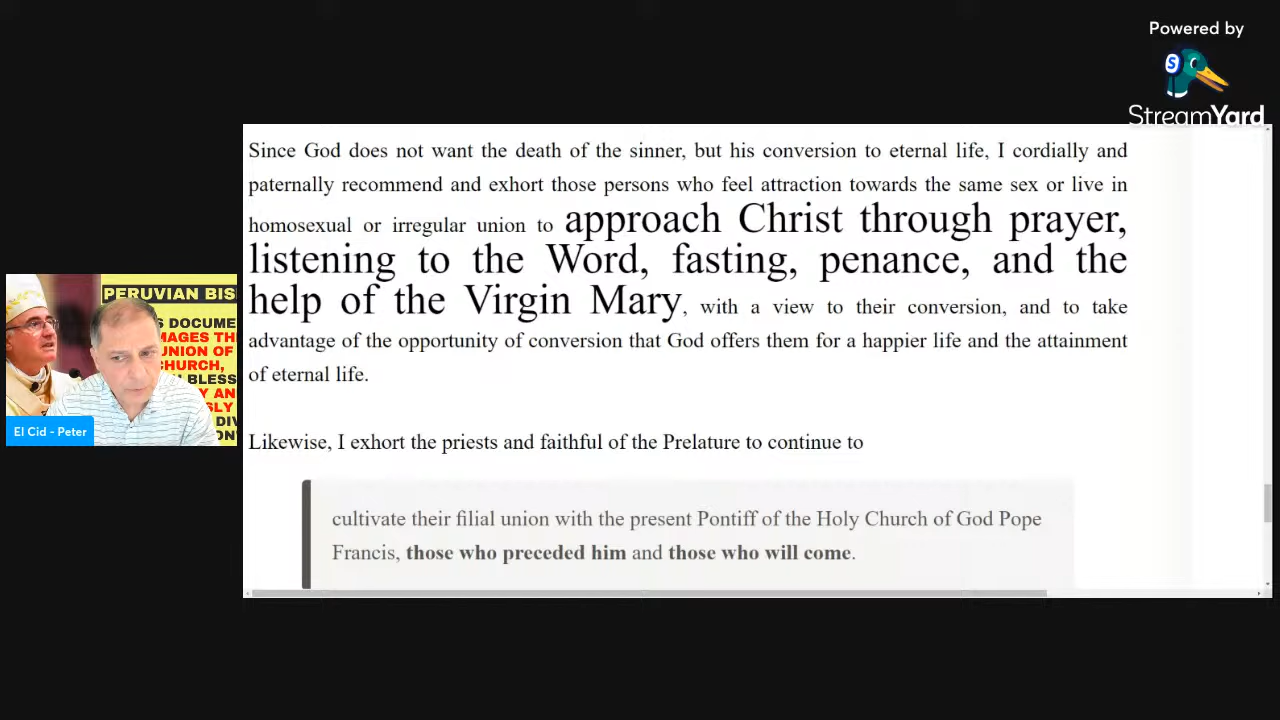 Powered by
StreamYard
Since God does not want the death of the sinner, but his conversion to eternal life, I cordially and
paternally recommend and exhort those persons who feel attraction towards the same sex or live in
homosexual or irregular union to approach Christ through prayer,
listening to the Word, fasting, penance, and the
help of the Virgin Mary, with a view to their conversion, and to take
advantage of the opportunity of conversion that God offers them for a happier life and the attainment
of eternal life.
Likewise, I exhort the priests and faithful of the Prelature to continue to
cultivate their filial union with the present Pontiff of the Holy Church of God Pope
Francis, those who preceded him and those who will come.
PERUVIAN BIS
S DOCUME
MAGES TH
UNION OF
CHURCH,
BLESS
Y AN
SLY
DIV
ON
El Cid - Peter